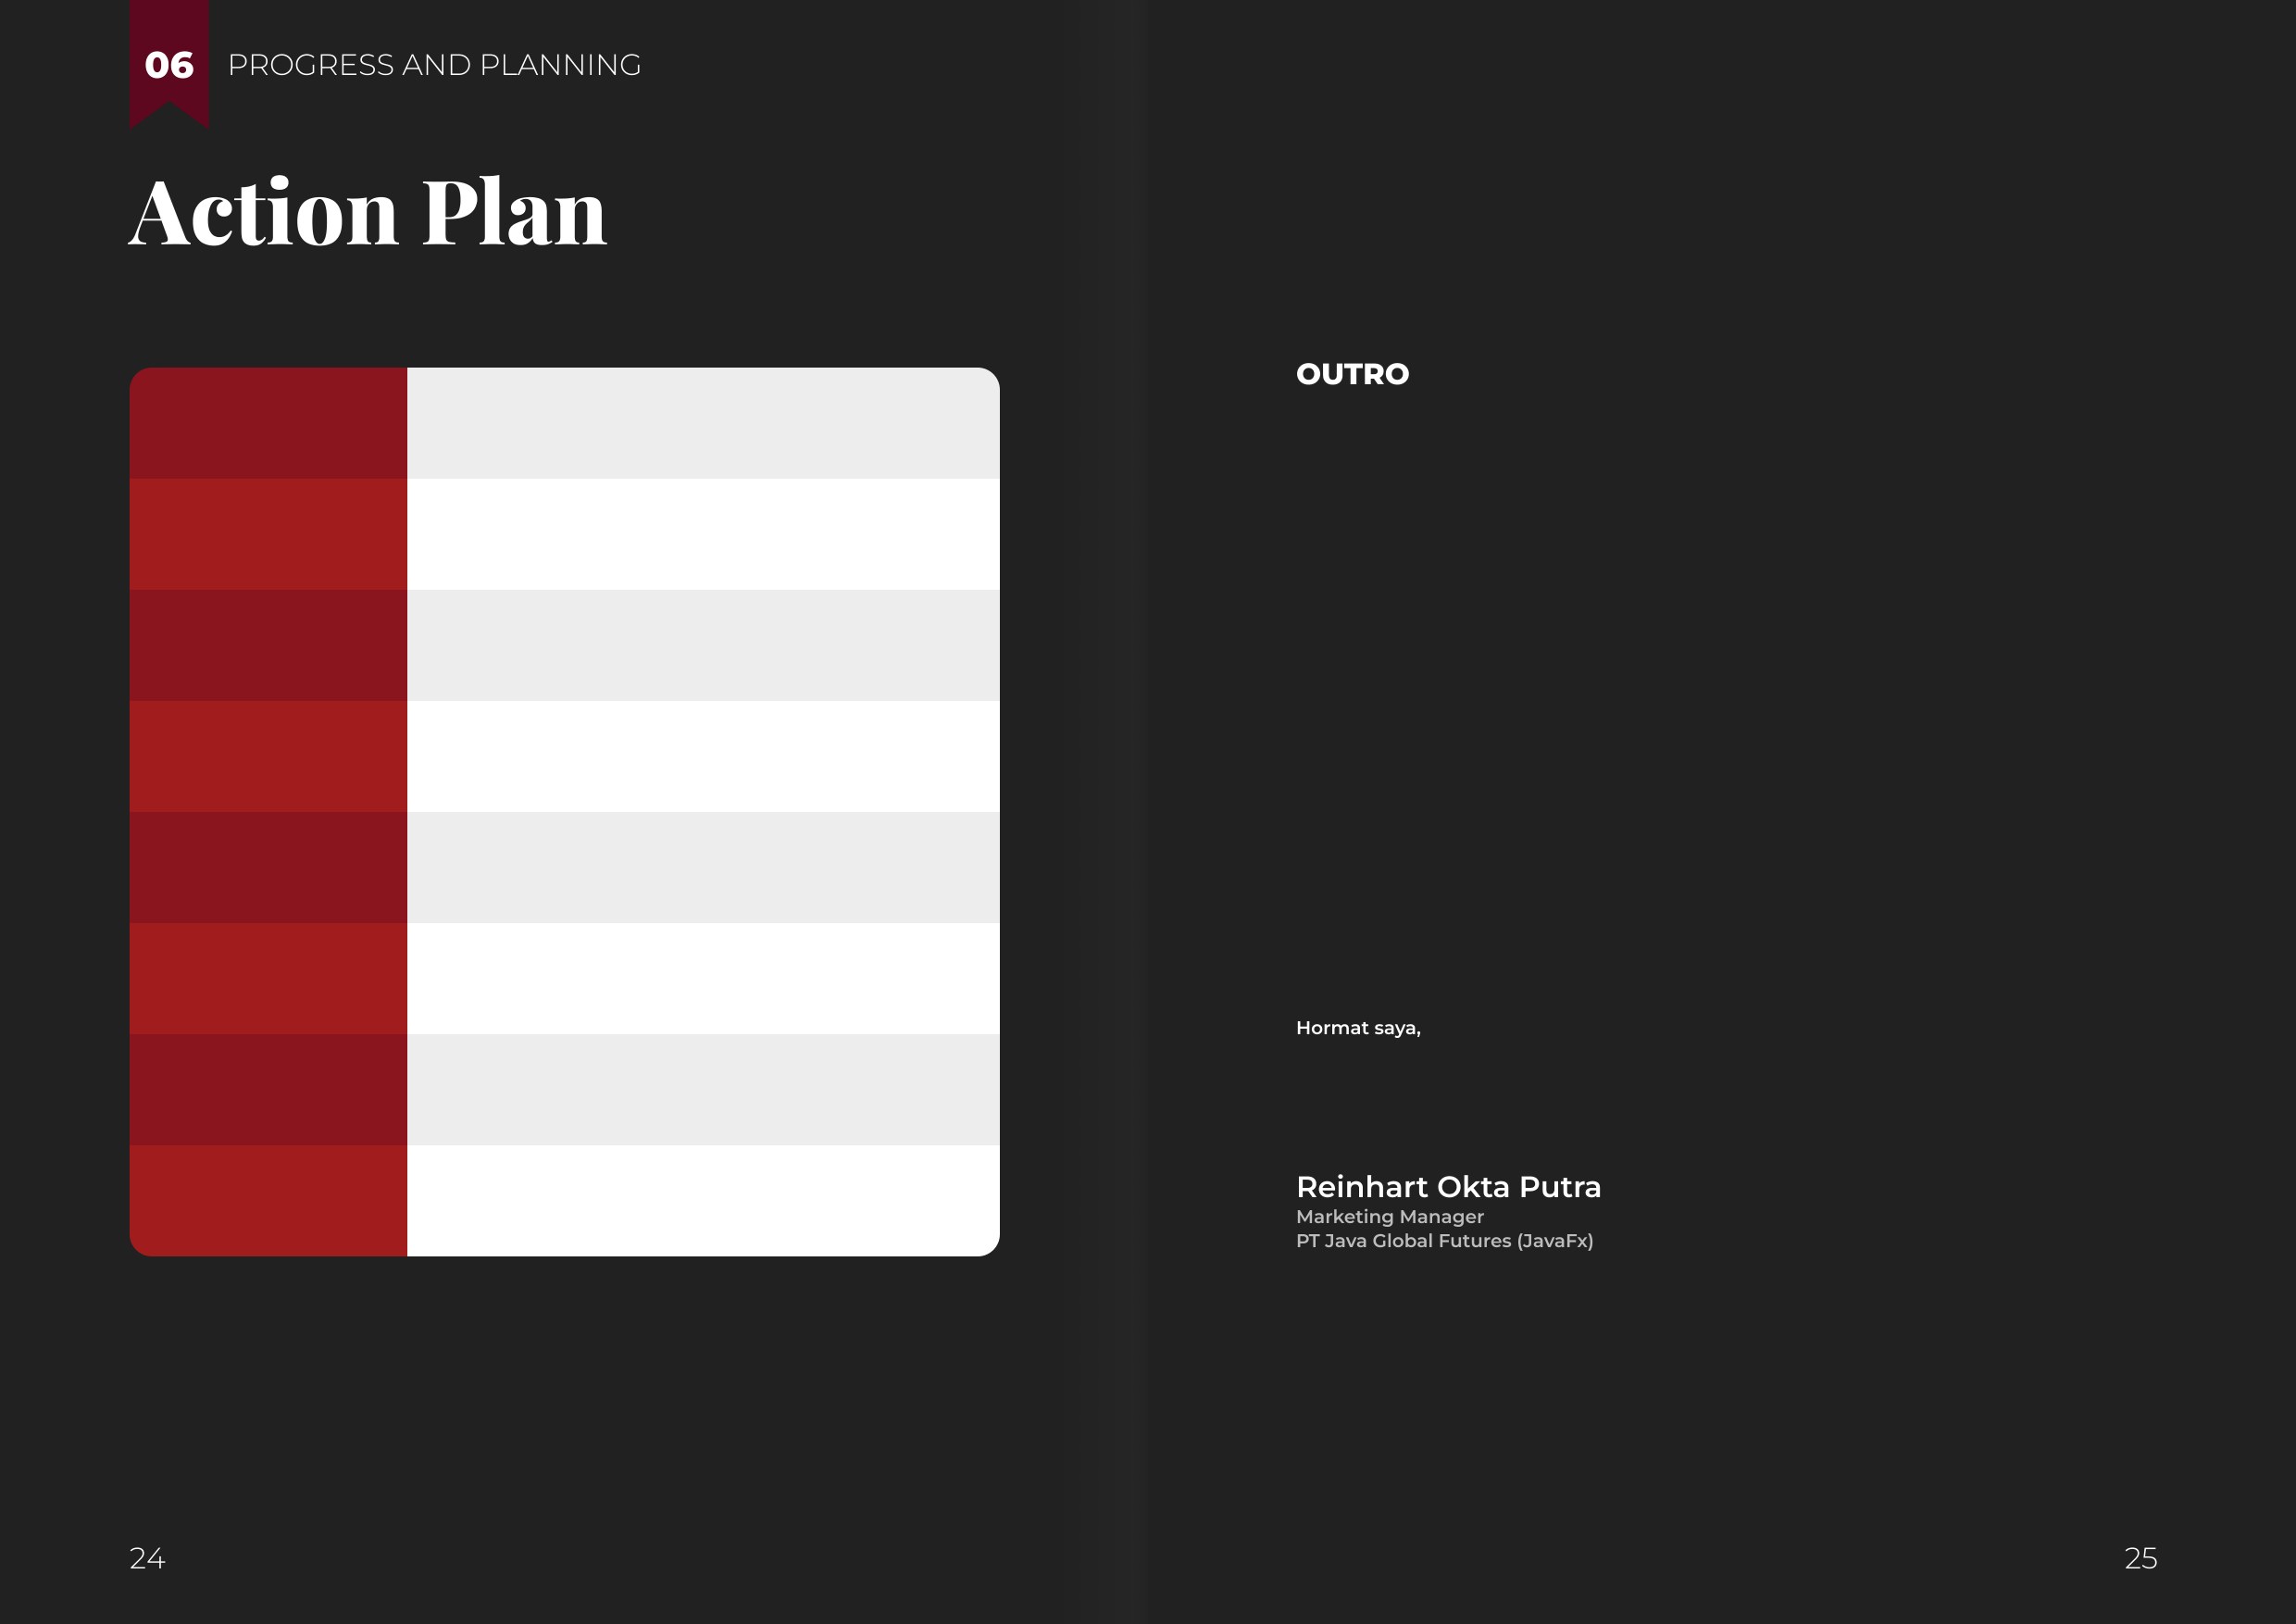 06
PROGRESS AND PLANNING
Action Plan
24
OUTRO
Hormat saya,
Reinhart Okta Putra
Marketing Manager
PT Java Global Futures (JavaFx)
25